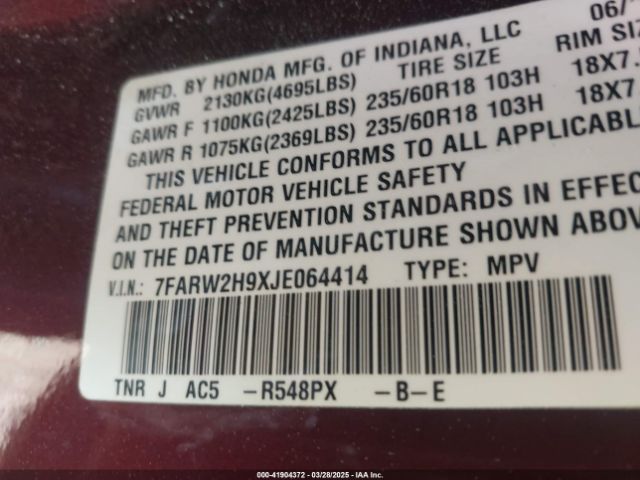 06/
MFD. BY HONDA MFG. OF INDIANA, LLC
GVWR 2130KG(4695LBS) TIRE SIZE RIM SIZ
GAWR F 1100KG(2425LBS) 235/60R18 103H 18X7.
GAWR R 1075KG(2369LBS) 235/60R18 103H 18X7
THIS VEHICLE CONFORMS TO ALL APPLICABL
FEDERAL MOTOR VEHICLE SAFETY
AND THEFT PREVENTION STANDARDS IN EFFEC
ON THE DATE OF MANUFACTURE SHOWN ABOV
V.I.N.: 7FARW2H9XJE064414 TYPE: MPV
TNR J AC5 -R548PX -B-E
000-41904372 | 03/28/2025 - IAA Inc.